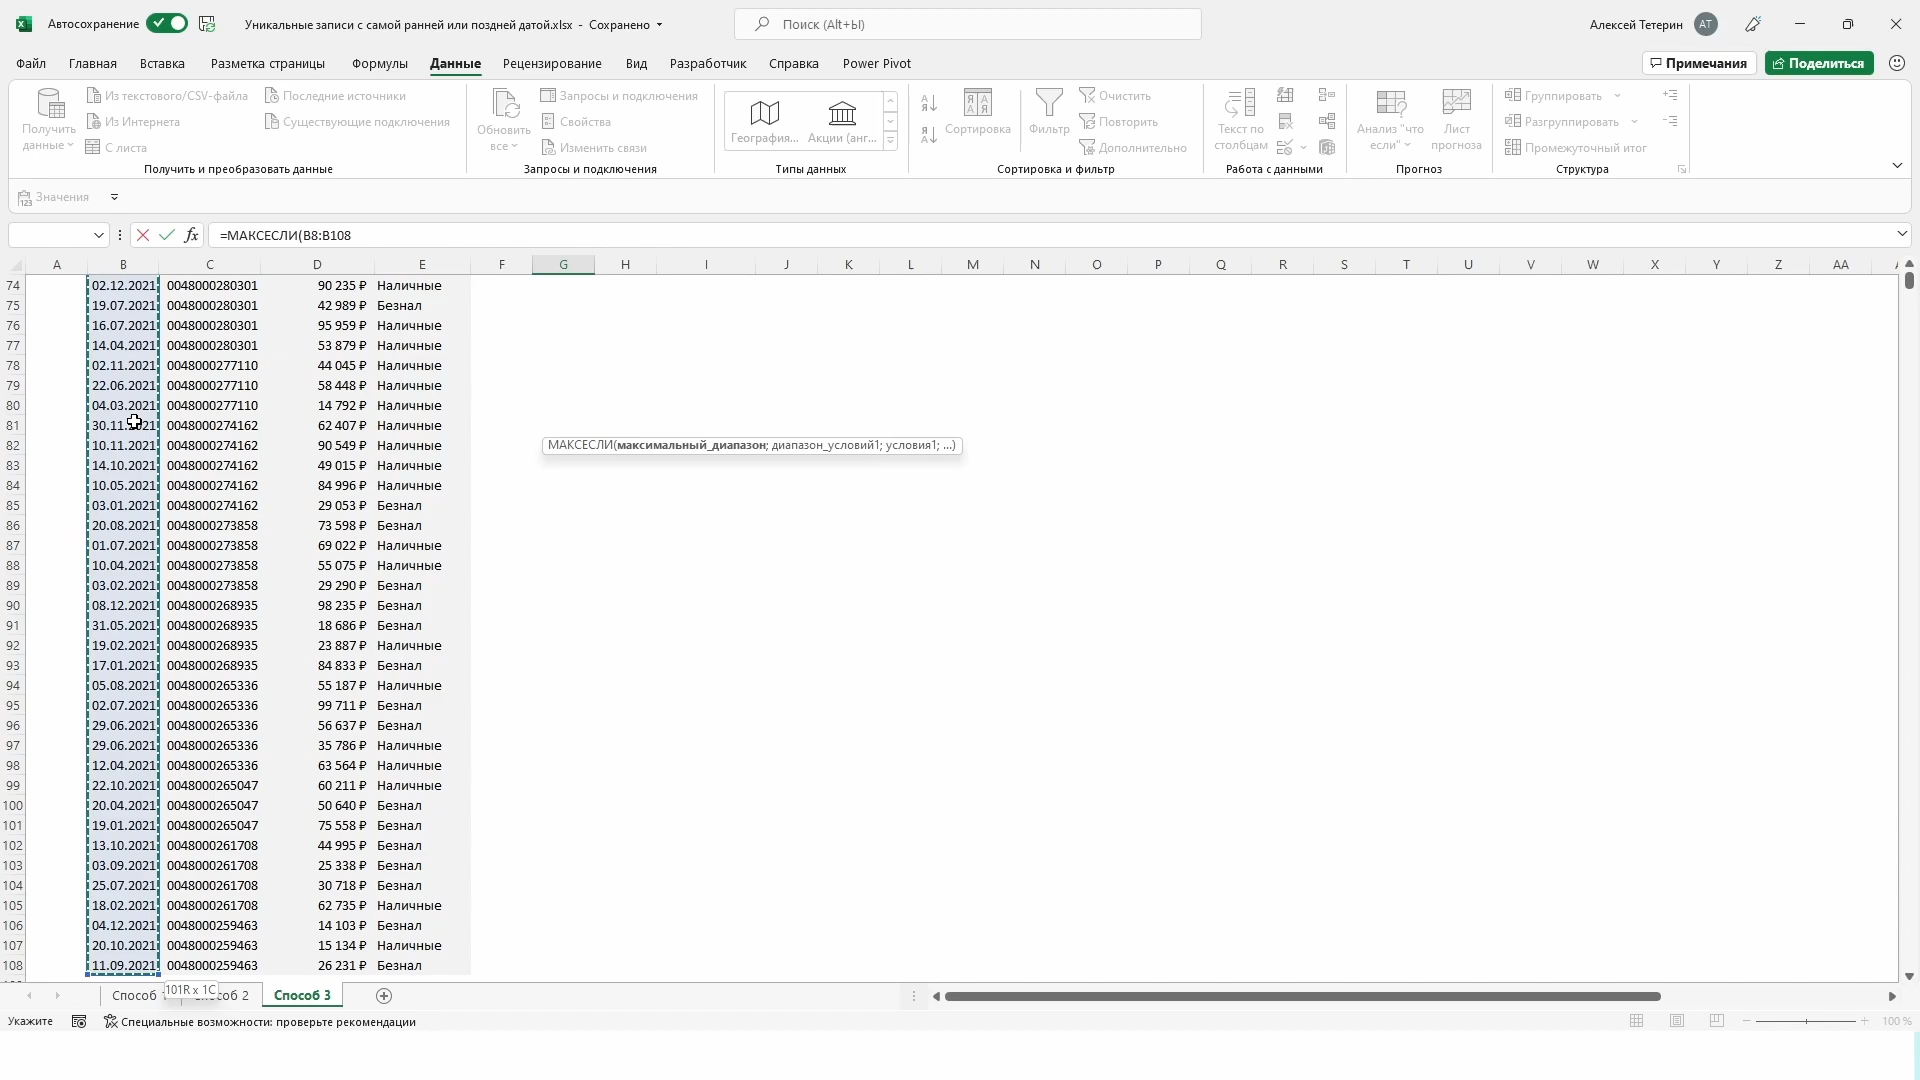 Автосохранение Уникальные записи с самой ранней или поздней датой.xlsx - Сохранено Поиск (Alt+Ы) Алексей Тетерин АТ
Файл Главная Вставка Разметка страницы Формулы Данные Рецензирование Вид Разработчик Справка Power Pivot Примечания Поделиться
Получить данные
Из текстового/CSV-файла
Из Интернета
С листа
Последние источники
Существующие подключения
Получить и преобразовать данные
Обновить все
Запросы и подключения
Свойства
Изменить связи
Запросы и подключения
География... Акции (анг...
Типы данных
Сортировка
Фильтр
Очистить
Повторить
Дополнительно
Сортировка и фильтр
Текст по столбцам
Работа с данными
Анализ "что если"
Лист прогноза
Прогноз
Группировать
Разгруппировать
Промежуточный итог
Структура
Значения
fx =МАКСЕСЛИ(B8:B108
A B C D E F G H I J K L M N O P Q R S T U V W X Y Z AA
74 02.12.2021 0048000280301 90 235 ₽ Наличные
75 19.07.2021 0048000280301 42 989 ₽ Безнал
76 16.07.2021 0048000280301 95 959 ₽ Наличные
77 14.04.2021 0048000280301 53 879 ₽ Наличные
78 02.11.2021 0048000277110 44 045 ₽ Наличные
79 22.06.2021 0048000277110 58 448 ₽ Наличные
80 04.03.2021 0048000277110 14 792 ₽ Наличные
81 30.11.2021 0048000274162 62 407 ₽ Наличные
82 10.11.2021 0048000274162 90 549 ₽ Наличные
МАКСЕСЛИ(максимальный_диапазон; диапазон_условий1; условия1; ...)
83 14.10.2021 0048000274162 49 015 ₽ Наличные
84 10.05.2021 0048000274162 84 996 ₽ Наличные
85 03.01.2021 0048000274162 29 053 ₽ Безнал
86 20.08.2021 0048000273858 73 598 ₽ Безнал
87 01.07.2021 0048000273858 69 022 ₽ Наличные
88 10.04.2021 0048000273858 55 075 ₽ Наличные
89 03.02.2021 0048000273858 29 290 ₽ Безнал
90 08.12.2021 0048000268935 98 235 ₽ Безнал
91 31.05.2021 0048000268935 18 686 ₽ Безнал
92 19.02.2021 0048000268935 23 887 ₽ Наличные
93 17.01.2021 0048000268935 84 833 ₽ Безнал
94 05.08.2021 0048000265336 55 187 ₽ Наличные
95 02.07.2021 0048000265336 99 711 ₽ Безнал
96 29.06.2021 0048000265336 56 637 ₽ Безнал
97 29.06.2021 0048000265336 35 786 ₽ Наличные
98 12.04.2021 0048000265336 63 564 ₽ Наличные
99 22.10.2021 0048000265047 60 211 ₽ Наличные
100 20.04.2021 0048000265047 50 640 ₽ Безнал
101 19.01.2021 0048000265047 75 558 ₽ Безнал
102 13.10.2021 0048000261708 44 995 ₽ Безнал
103 03.09.2021 0048000261708 25 338 ₽ Безнал
104 25.07.2021 0048000261708 30 718 ₽ Безнал
105 18.02.2021 0048000261708 62 735 ₽ Наличные
106 04.12.2021 0048000259463 14 103 ₽ Безнал
107 20.10.2021 0048000259463 15 134 ₽ Наличные
108 11.09.2021 0048000259463 26 231 ₽ Безнал
101R x 1C
Способ 2 Способ 3
Укажите Специальные возможности: проверьте рекомендации 100 %